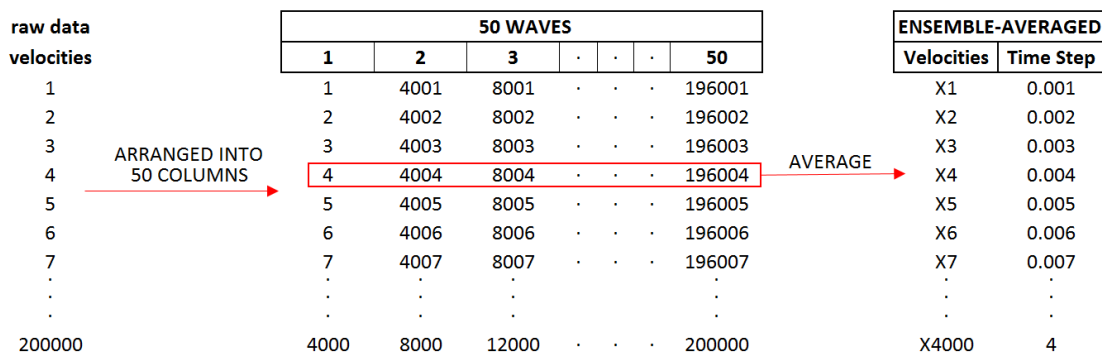 raw data 50 WAVES ENSEMBLE-AVERAGED
velocities 1 2 3 · · · 50 Velocities Time Step
1 1 4001 8001 · · · 196001 X1 0.001
2 2 4002 8002 · · · 196002 X2 0.002
3 3 4003 8003 · · · 196003 X3 0.003
ARRANGED INTO AVERAGE
4 50 COLUMNS 4 4004 8004 · · · 196004 X4 0.004
5 5 4005 8005 · · · 196005 X5 0.005
6 6 4006 8006 · · · 196006 X6 0.006
7 7 4007 8007 · · · 196007 X7 0.007
· · · · · · ·
· · · · · · ·
· · · · · · ·
200000 4000 8000 12000 · · · 200000 X4000 4